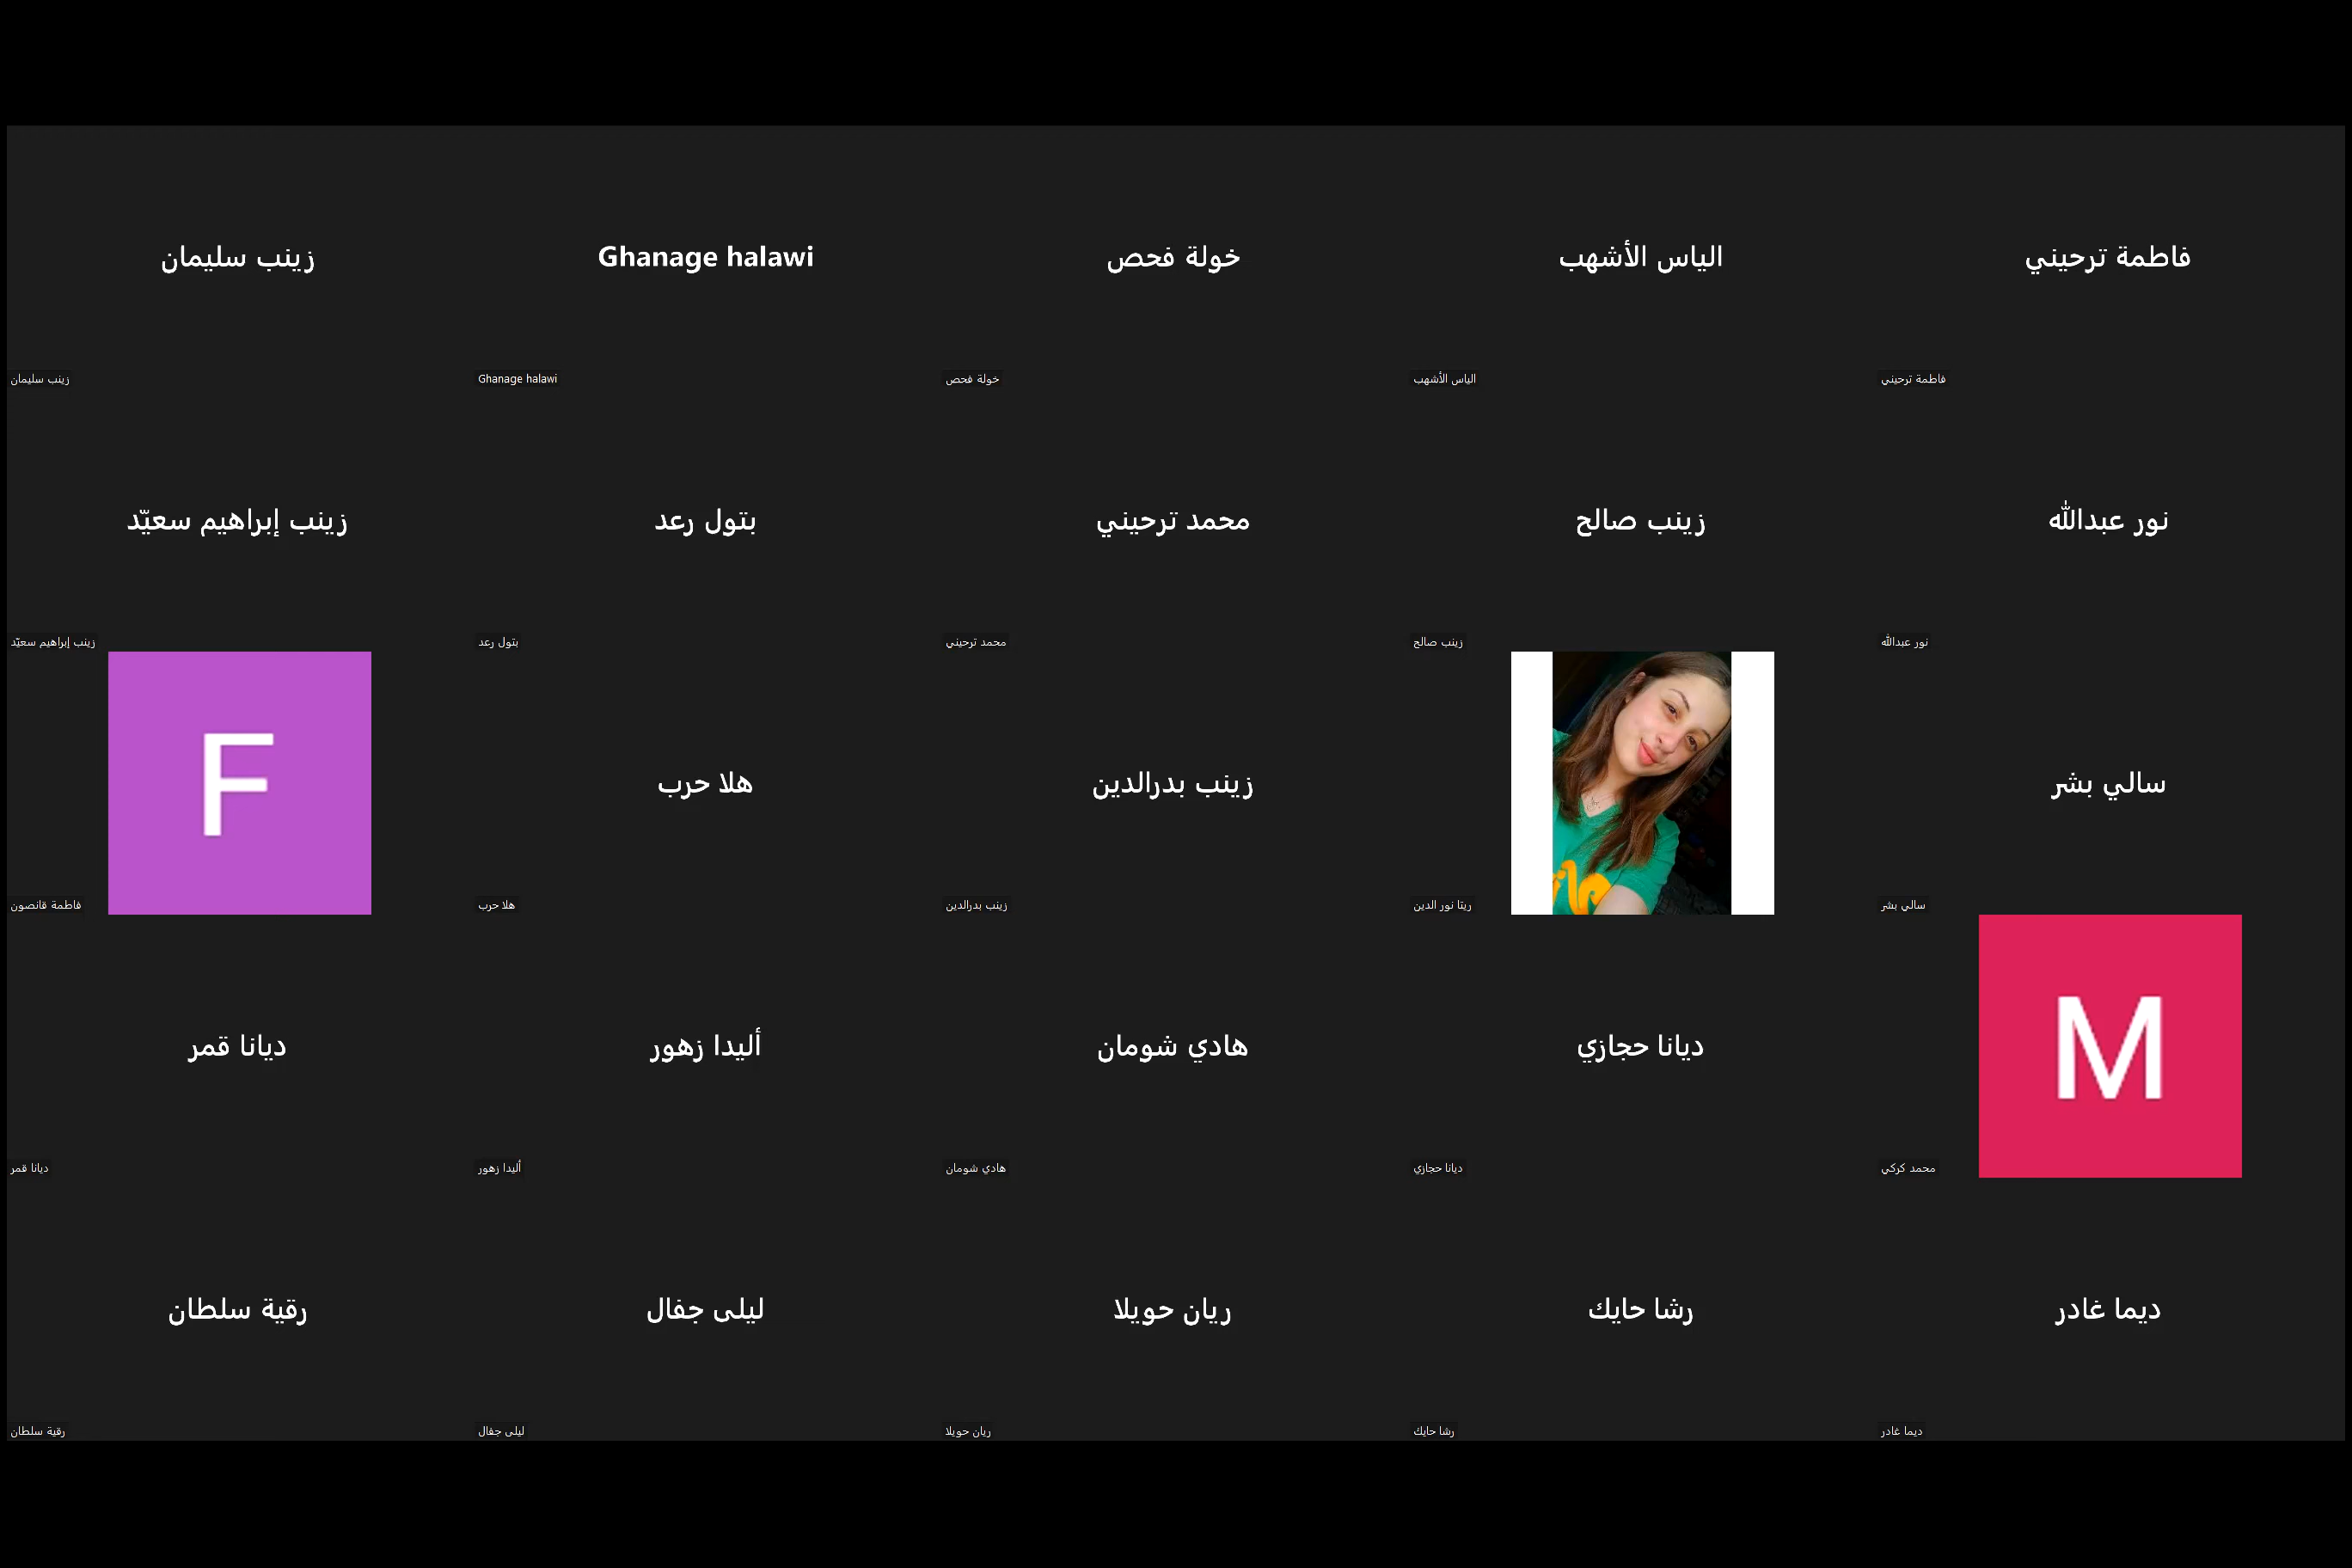 زينب سليمان
Ghanage halawi
خولة فحص
الياس الأشهب
فاطمة ترحيني
زينب سليمان
Ghanage halawi
خولة فحص
الياس الأشهب
فاطمة ترحيني
زينب إبراهيم سعيّد
بتول رعد
محمد ترحيني
زينب صالح
نور عبدالله
زينب إبراهيم سعيّد
بتول رعد
محمد ترحيني
زينب صالح
نور عبدالله
F
هلا حرب
زينب بدرالدين
سالي بشر
فاطمة قانصون
هلا حرب
زينب بدرالدين
ريتا نور الدين
سالي بشر
ديانا قمر
أليدا زهور
هادي شومان
ديانا حجازي
M
ديانا قمر
أليدا زهور
هادي شومان
ديانا حجازي
محمد كركي
رقية سلطان
ليلى جفال
ريان حويلا
رشا حايك
ديما غادر
رقية سلطان
ليلى جفال
ريان حويلا
رشا حايك
ديما غادر